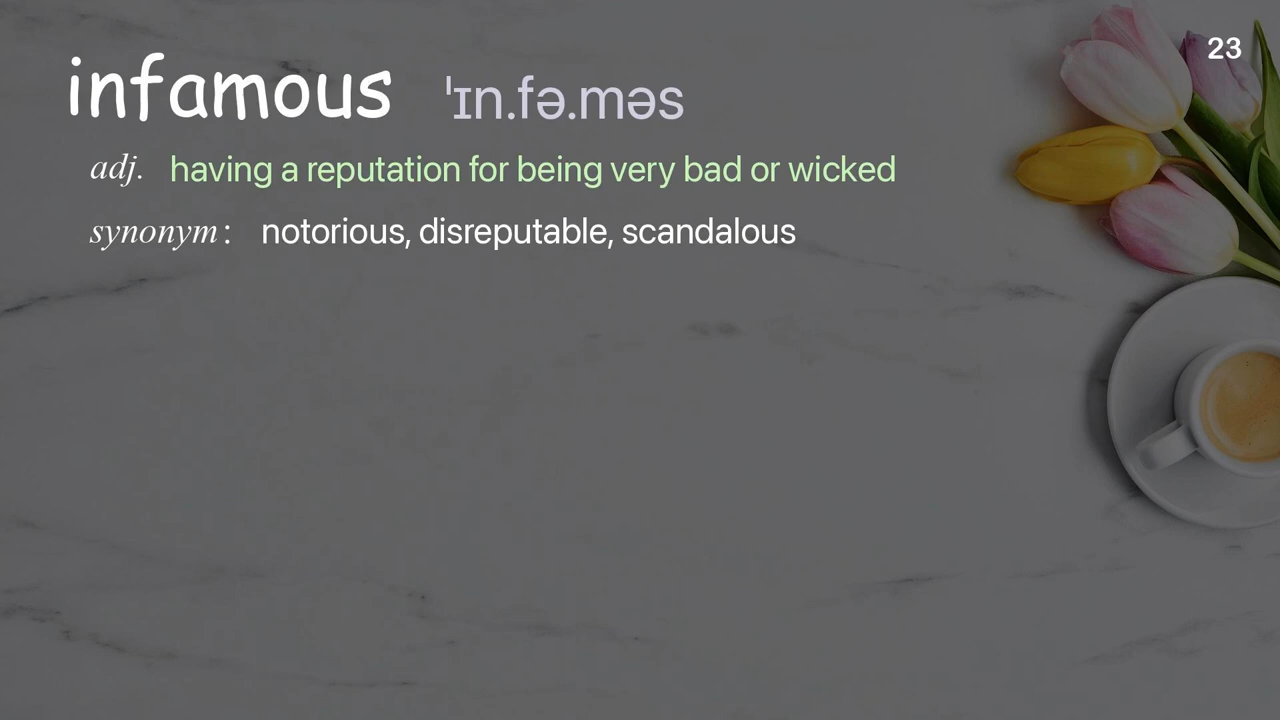 23
infamous ˈɪn.fə.məs
adj. having a reputation for being very bad or wicked
synonym: notorious, disreputable, scandalous